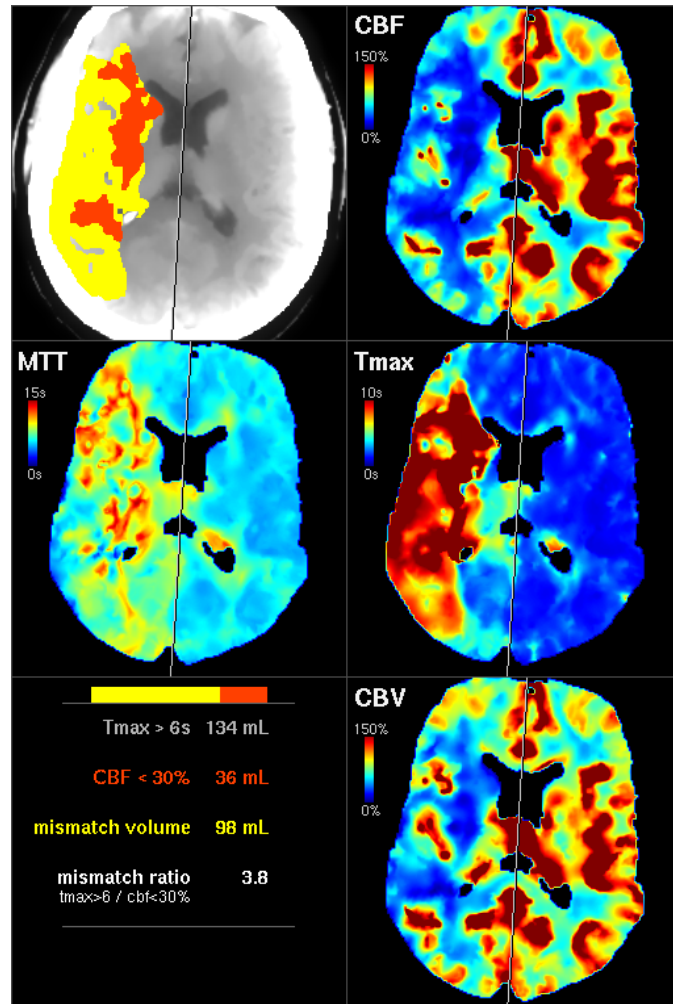 CBF
150%
0%
MTT
15s
0s
Tmax
10s
0s
Tmax > 6s 134 mL
CBF < 30% 36 mL
mismatch volume 98 mL
mismatch ratio 3.8
tmax>6 / cbf<30%
CBV
150%
0%